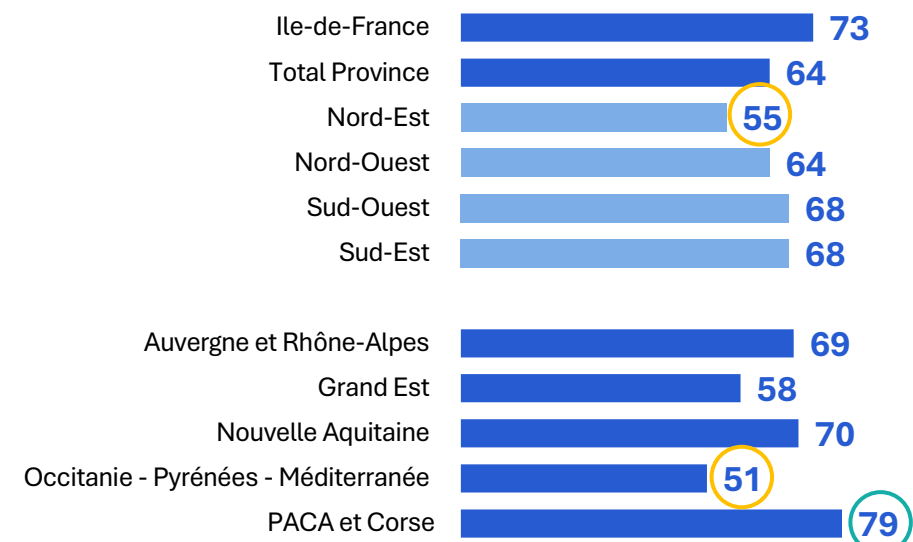 Ile-de-France 73
Total Province 64
Nord-Est 55
Nord-Ouest 64
Sud-Ouest 68
Sud-Est 68
Auvergne et Rhône-Alpes 69
Grand Est 58
Nouvelle Aquitaine 70
Occitanie - Pyrénées - Méditerranée 51
PACA et Corse 79